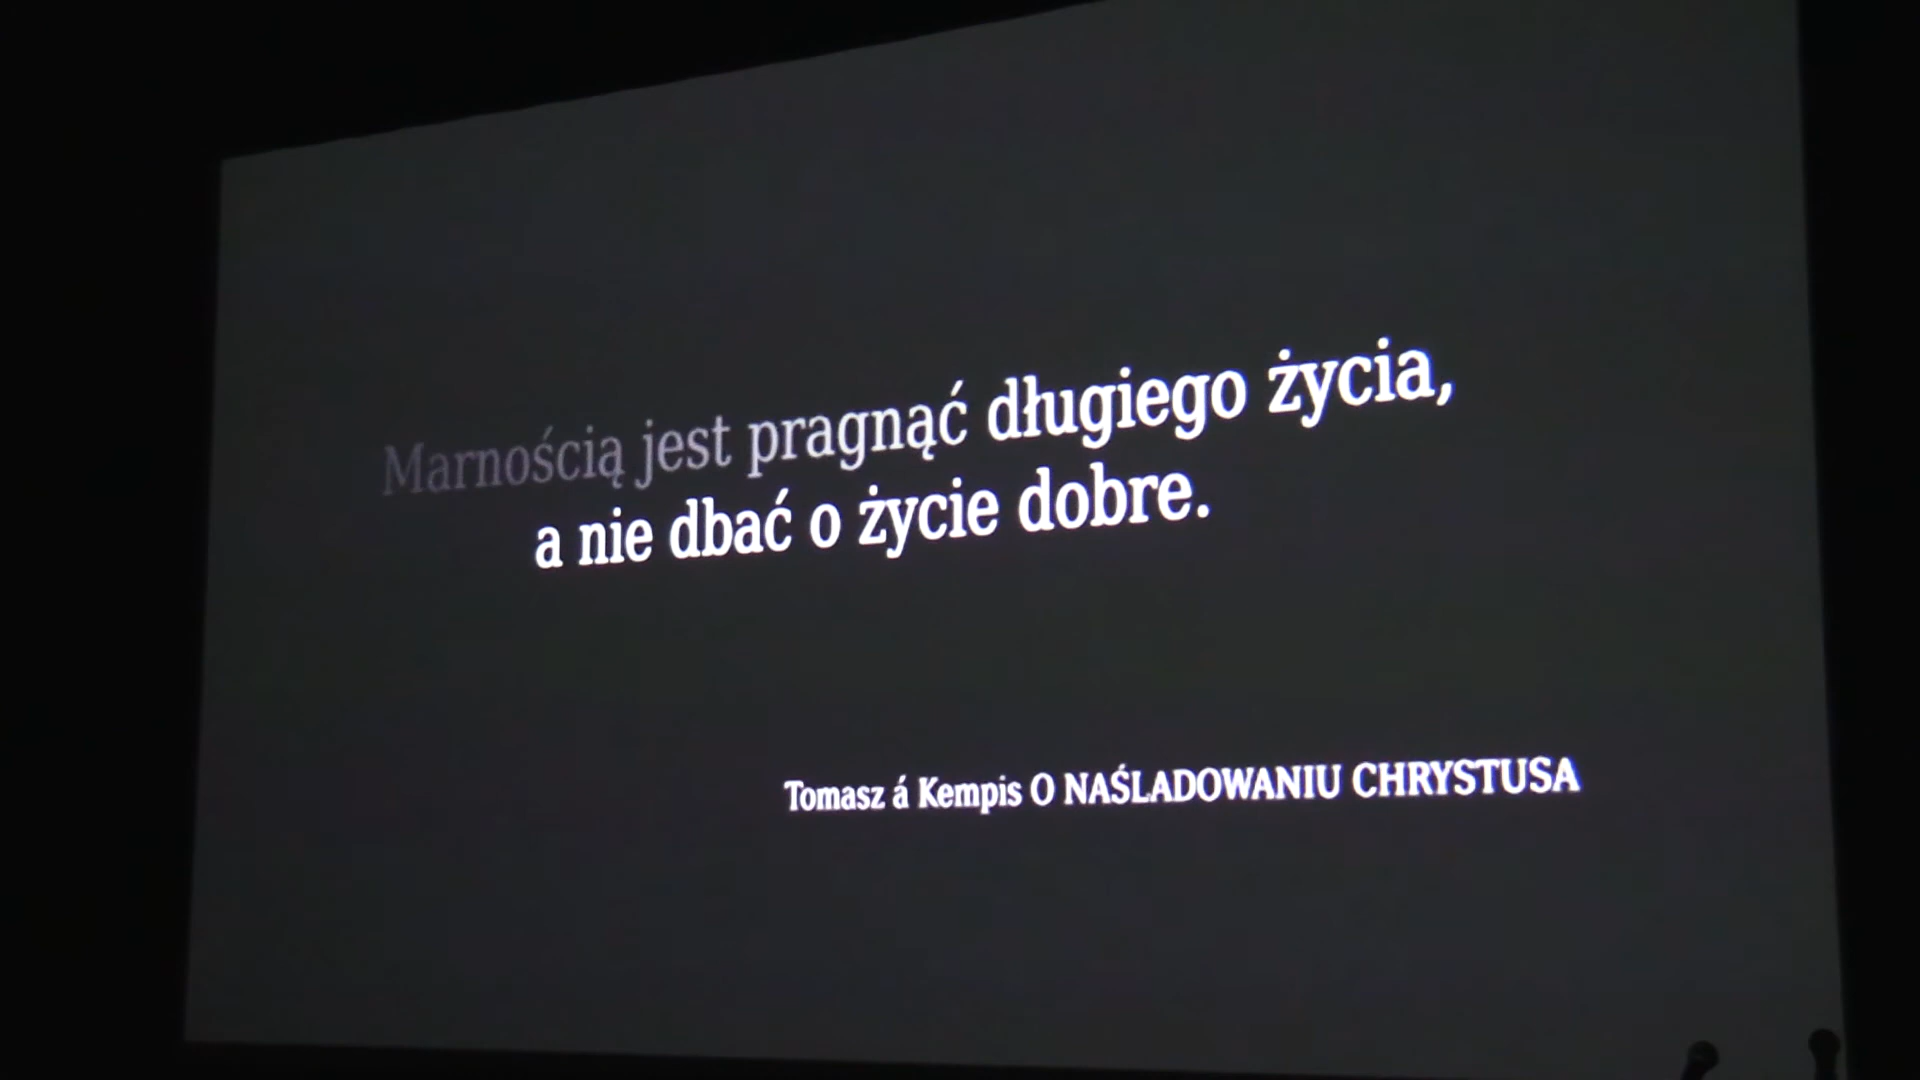 Marnością jest pragnąć długiego życia,
a nie dbać o życie dobre.
Tomasz á Kempis O NAŚLADOWANIU CHRYSTUSA